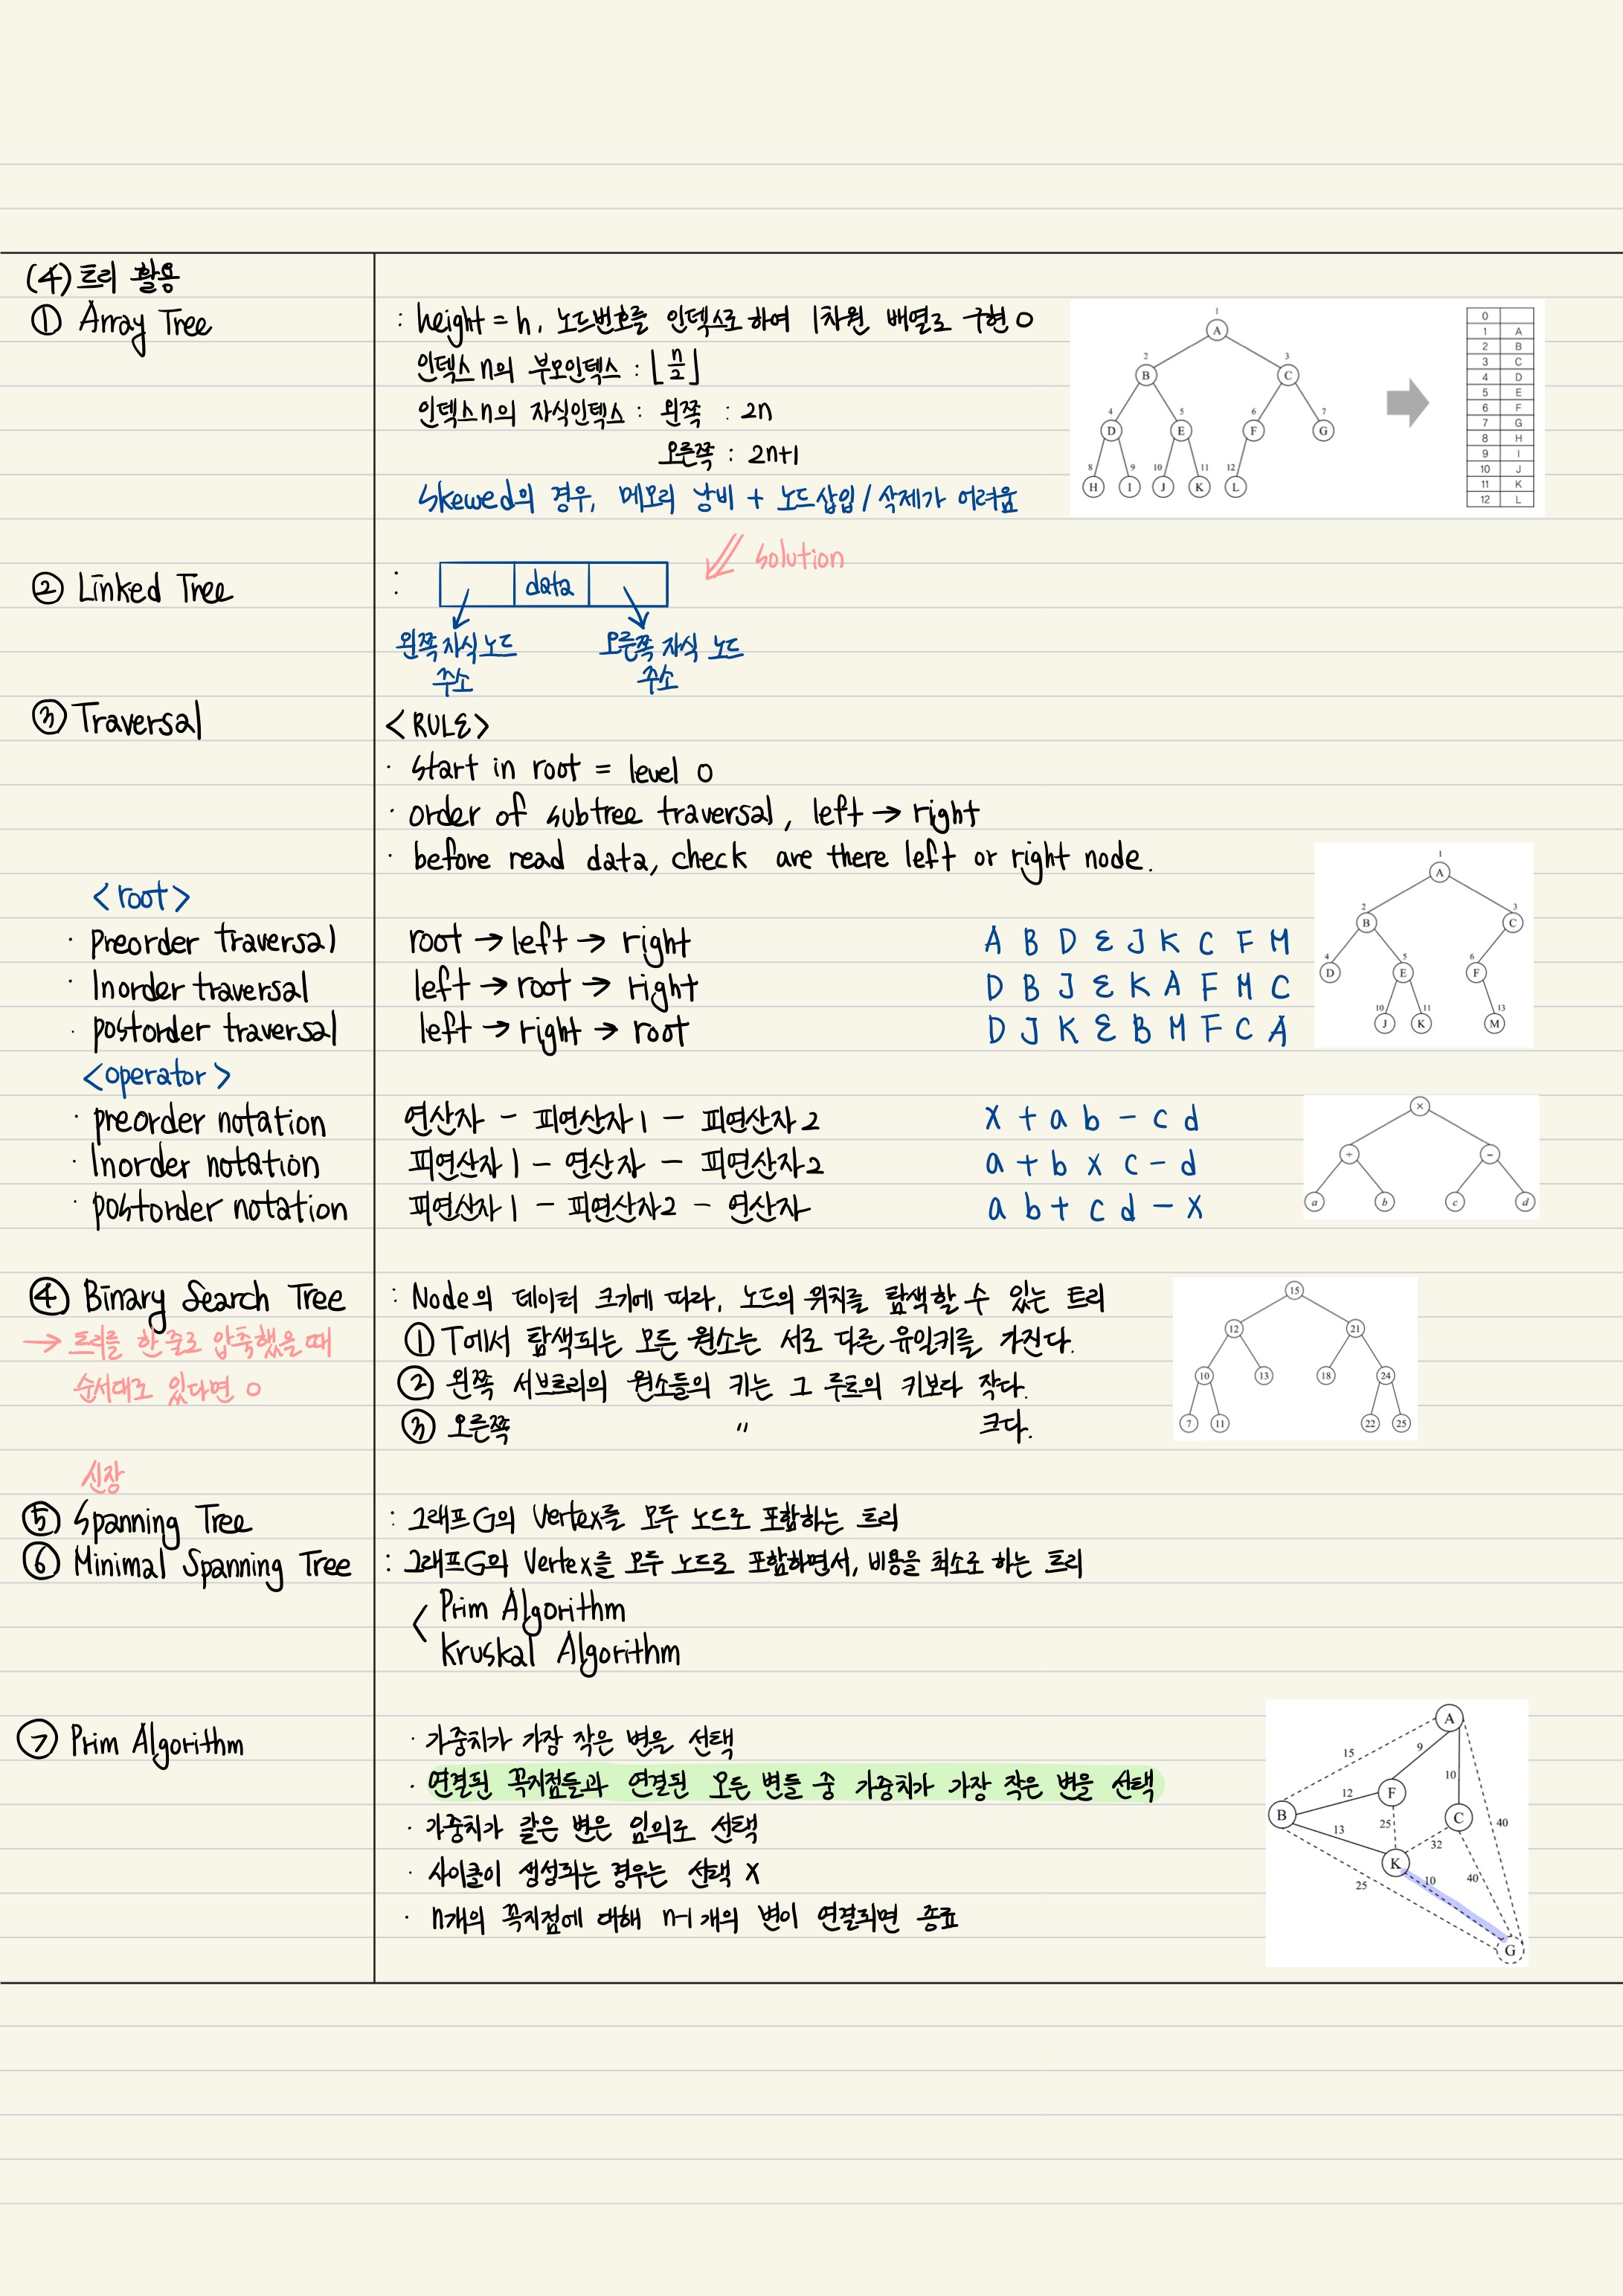 (4) 트리 활용
① Array Tree
: height = h, 노드번호를 인덱스로 하여 1차원 배열로 구현 O
인덱스 n의 부모인덱스 : ⌊n/2⌋
인덱스 n의 자식인덱스 : 왼쪽 : 2n
오른쪽 : 2n+1
skewed의 경우, 메모리 낭비 + 노드삽입/삭제가 어려움
1
A
2 3
B C
4 5 6 7
D E F G
8 9 10 11 12
H I J K L
0
1 A
2 B
3 C
4 D
5 E
6 F
7 G
8 H
9 I
10 J
11 K
12 L
solution
② Linked Tree
: data
왼쪽 자식노드 오른쪽 자식 노드
주소 주소
③ Traversal
<RULE>
· start in root = level 0
· order of subtree traversal, left → right
· before read data, check are there left or right node.
<root>
· preorder traversal root → left → right A B D E J K C F M
· Inorder traversal left → root → right D B J E K A F M C
· postorder traversal left → right → root D J K E B M F C A
1
A
2 3
B C
4 5 6
D E F
10 11 13
J K M
<operator>
· preorder notation 연산자 - 피연산자1 - 피연산자2 x + a b - c d
· Inorder notation 피연산자1 - 연산자 - 피연산자2 a + b x c - d
· postorder notation 피연산자1 - 피연산자2 - 연산자 a b + c d - x
×
+ −
a b c d
④ Binary Search Tree : Node의 데이터 크기에 따라, 노드의 위치를 탐색할 수 있는 트리
→ 트리를 한 줄로 압축했을 때
순서대로 있다면 O
① T에서 탐색되는 모든 원소는 서로 다른 유일키를 가진다.
② 왼쪽 서브트리의 원소들의 키는 그 루트의 키보다 작다.
③ 오른쪽 〃 크다.
15
12 21
10 13 18 24
7 11 22 25
신장
⑤ Spanning Tree : 그래프G의 Vertex를 모두 노드로 포함하는 트리
⑥ Minimal Spanning Tree : 그래프G의 Vertex를 모두 노드로 포함하면서, 비용을 최소로 하는 트리
< Prim Algorithm
Kruskal Algorithm
⑦ Prim Algorithm
· 가중치가 가장 작은 변을 선택
· 연결된 꼭지점들과 연결된 모든 변들 중 가중치가 가장 작은 변을 선택
· 가중치가 같은 변은 임의로 선택
· 사이클이 생성되는 경우는 선택 X
· n개의 꼭지점에 대해 n-1개의 변이 연결되면 종료
A
15 9
10
12 F
B C
13 25 40
32
K
25 10 40
G